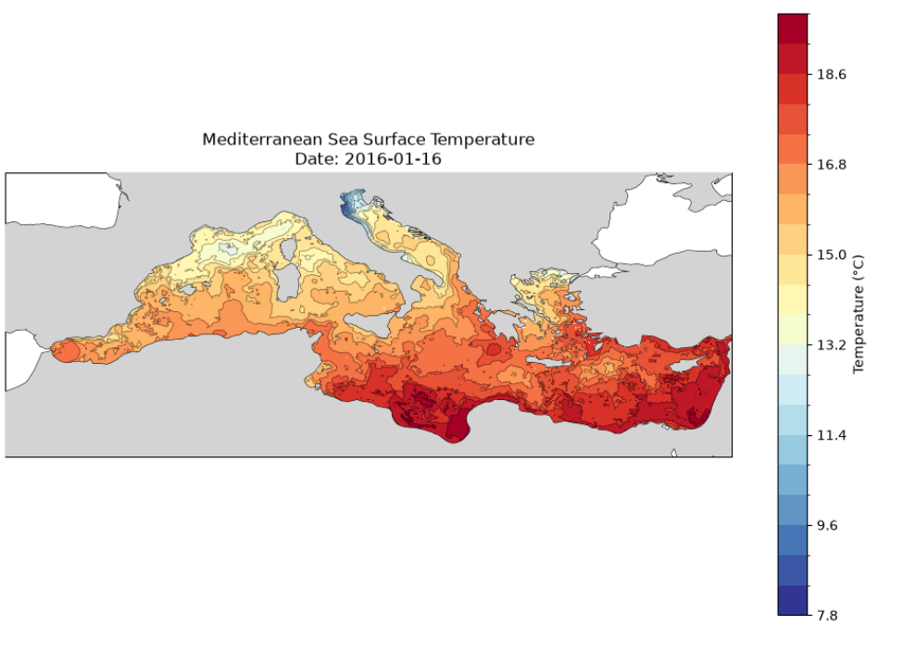 Mediterranean Sea Surface Temperature
Date: 2016-01-16
18.6
16.8
15.0
13.2
11.4
9.6
7.8
Temperature (°C)